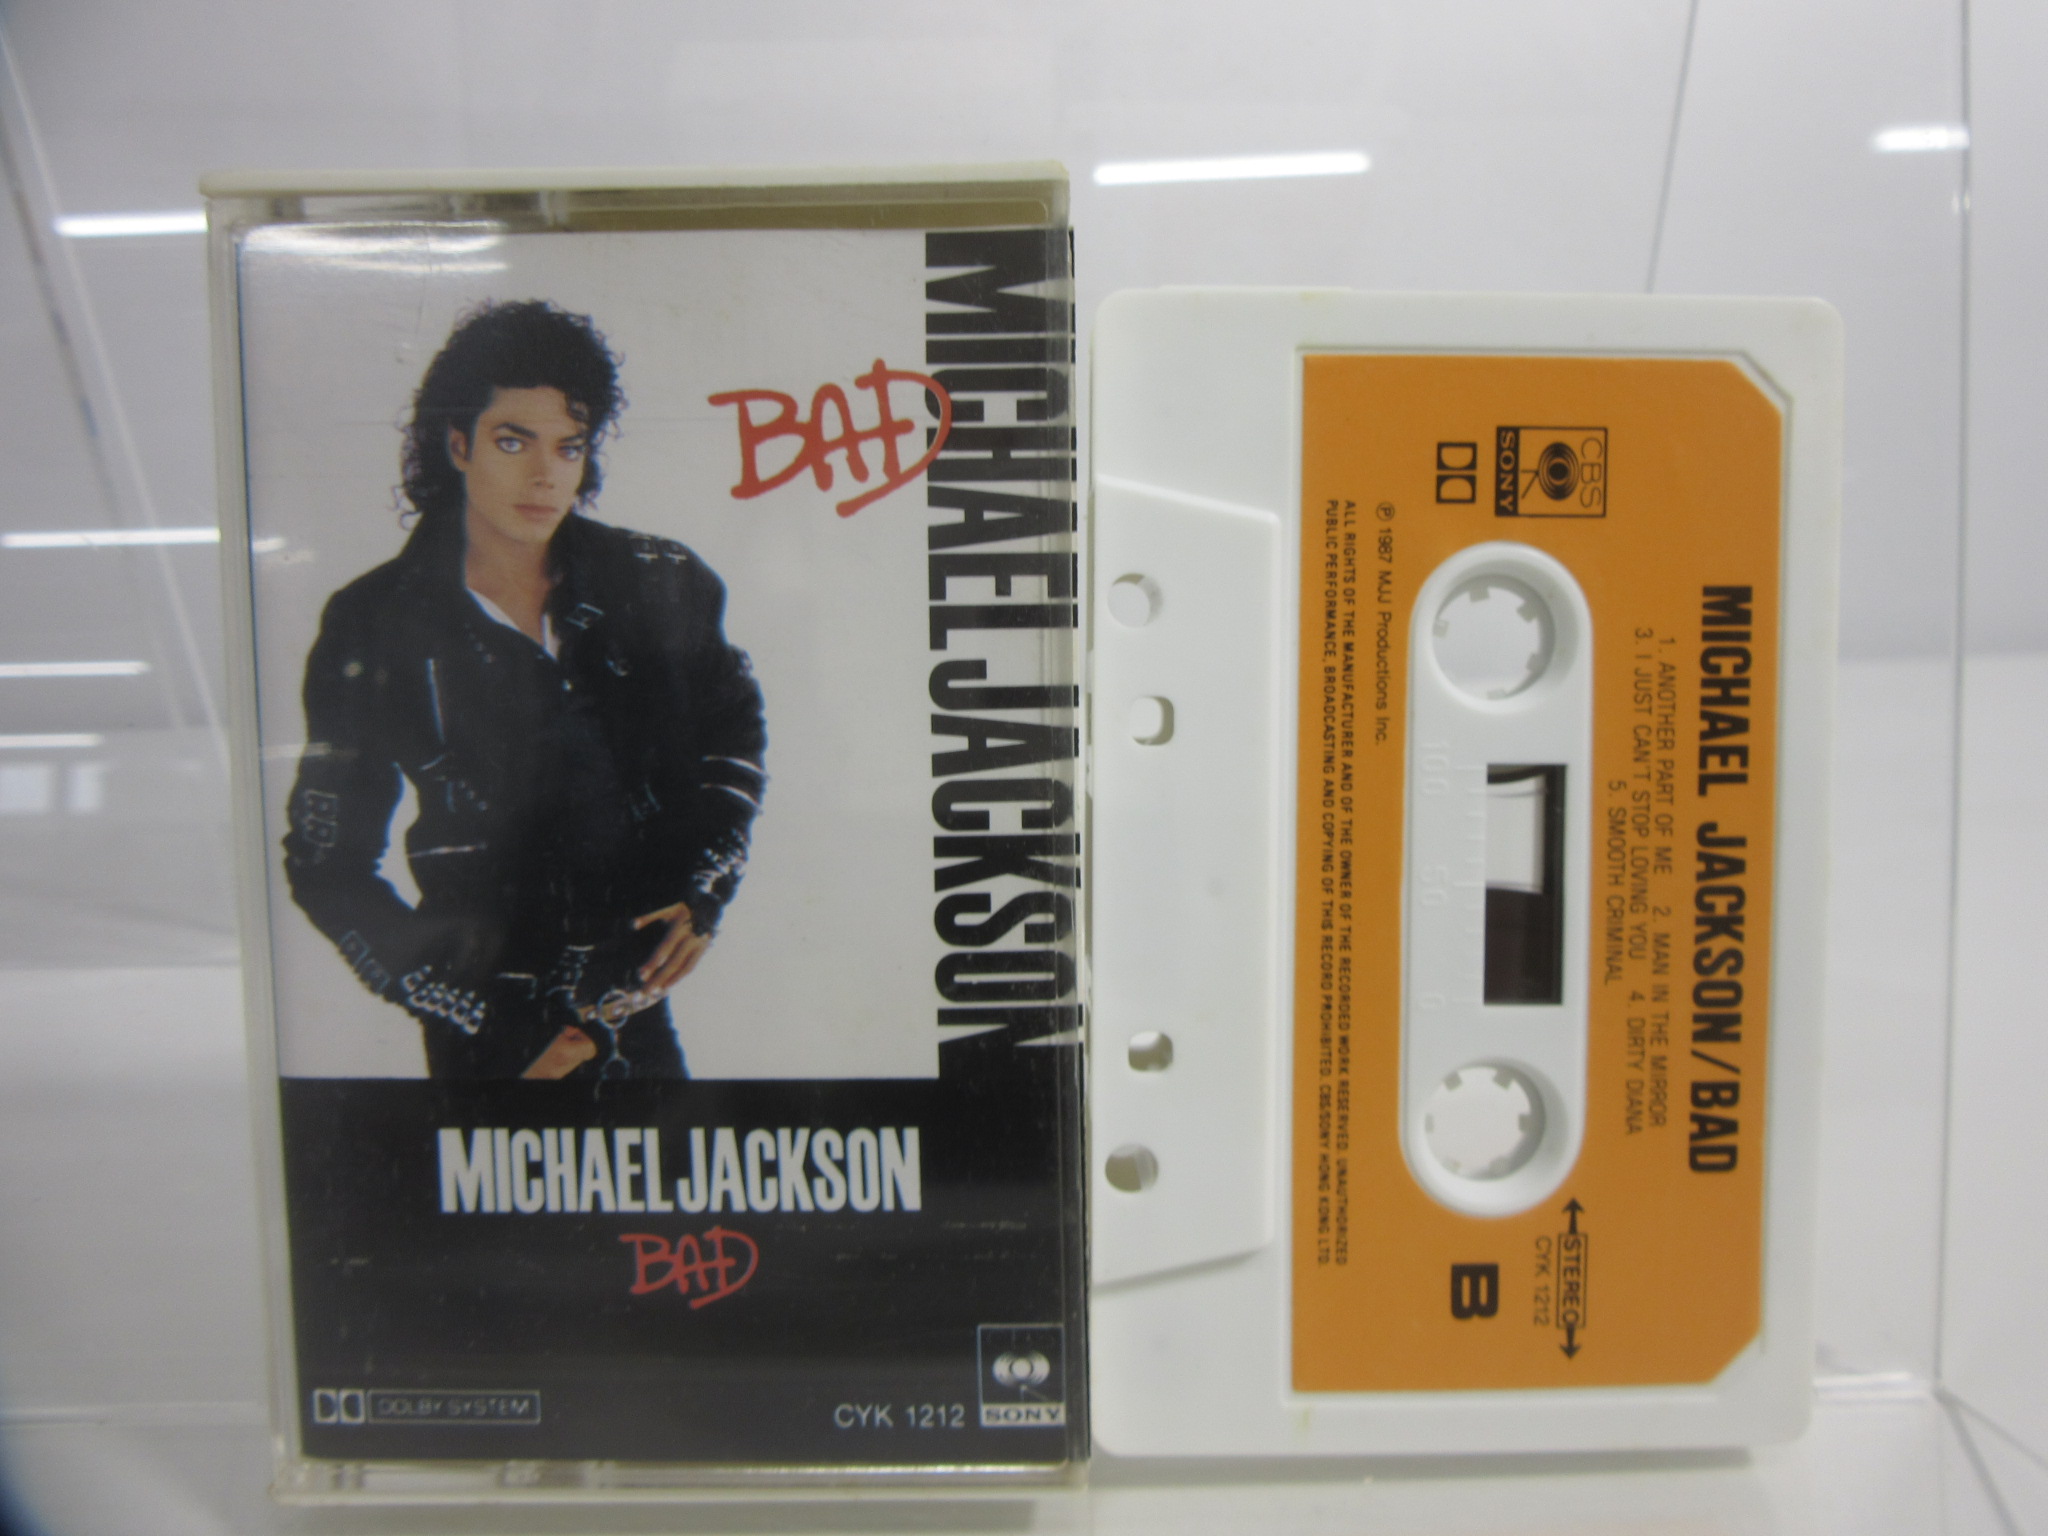 BAD
MICHAEL JACKSON
MICHAEL JACKSON
BAD
DOLBY SYSTEM
CYK 1212
SONY
CBS
SONY
MICHAEL JACKSON/BAD
1. ANOTHER PART OF ME 2. MAN IN THE MIRROR
3. I JUST CAN'T STOP LOVING YOU 4. DIRTY DIANA
5. SMOOTH CRIMINAL
STEREO
CYK 1212
B
100 50 0
℗ 1987 MJJ Productions Inc.
ALL RIGHTS OF THE MANUFACTURER AND OF THE OWNER OF THE RECORDED WORK RESERVED. UNAUTHORIZED
PUBLIC PERFORMANCE, BROADCASTING AND COPYING OF THIS RECORD PROHIBITED. CBS/SONY HONG KONG LTD.